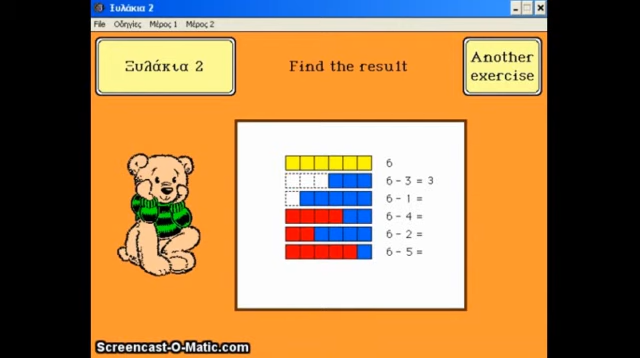 Ξυλάκια 2
File Οδηγίες Μέρος 1 Μέρος 2
Ξυλάκια 2
Find the result
Another
exercise
6
6 - 3 = 3
6 - 1 =
6 - 4 =
6 - 2 =
6 - 5 =
Screencast-O-Matic.com